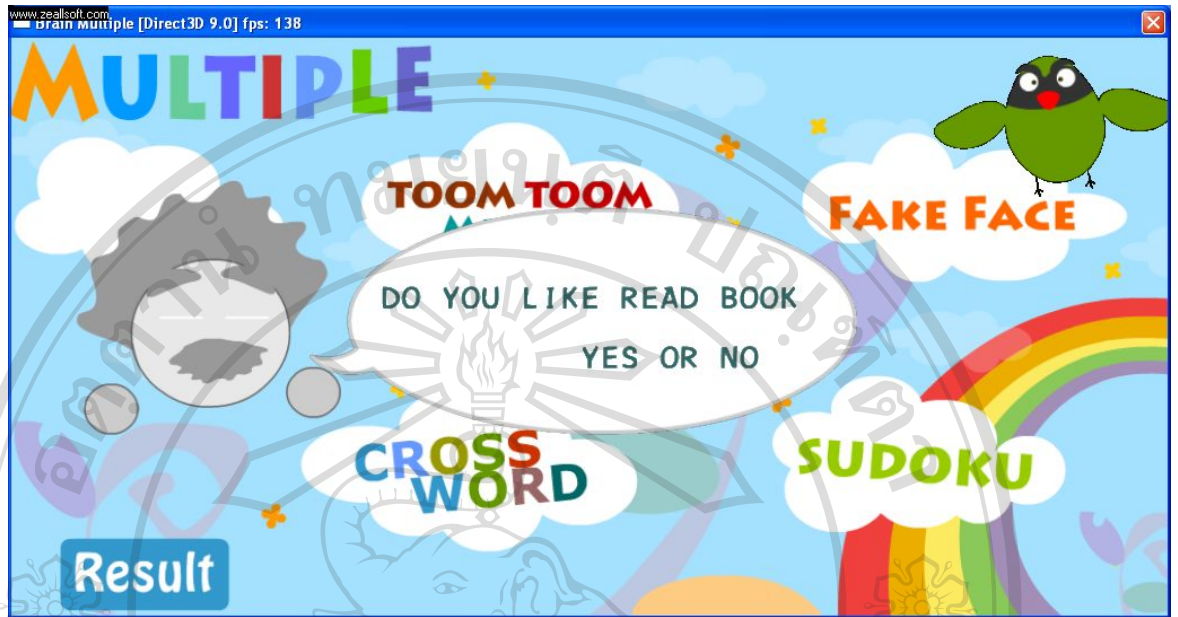 www.zeallsoft.com
Brain Multiple [Direct3D 9.0] fps: 138
MULTIPLE
TOOM TOOM
FAKE FACE
DO YOU LIKE READ BOOK
YES OR NO
CROSS
WORD
SUDOKU
Result